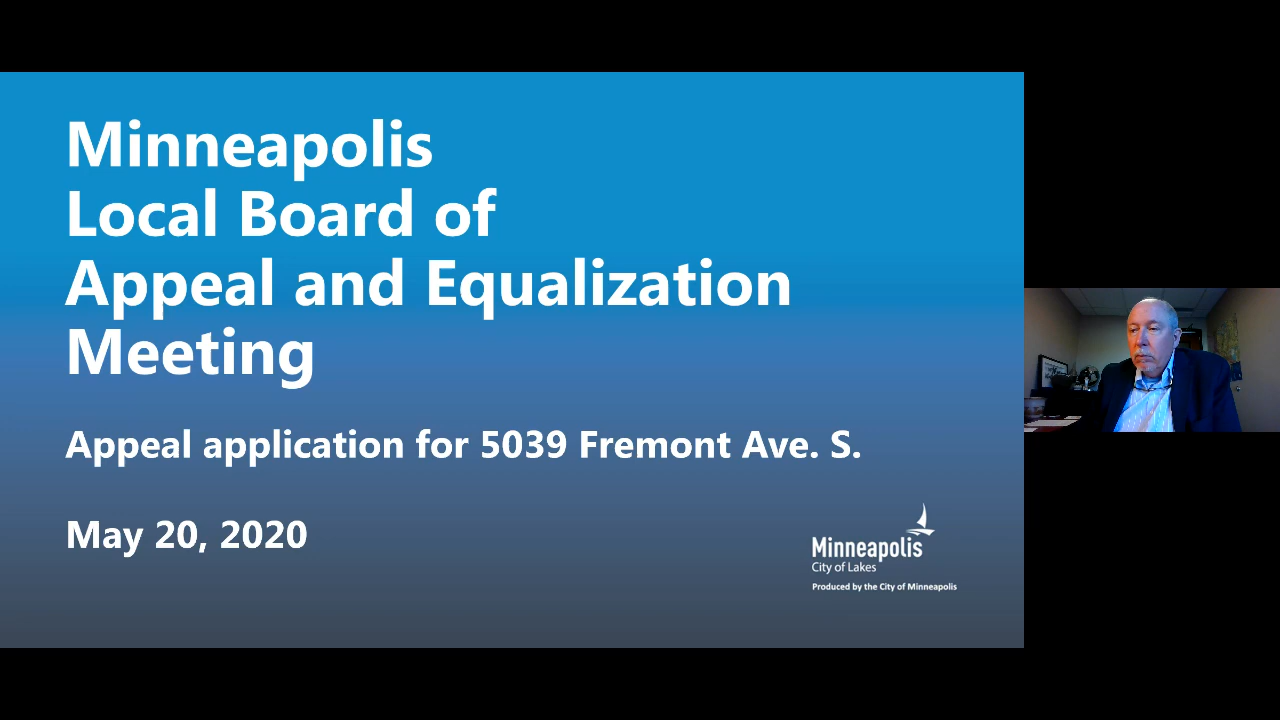 Minneapolis
Local Board of
Appeal and Equalization
Meeting
Appeal application for 5039 Fremont Ave. S.
May 20, 2020
Minneapolis
City of Lakes
Produced by the City of Minneapolis